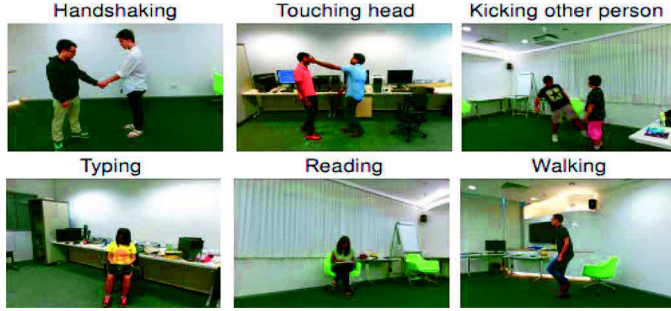 Handshaking
Touching head
Kicking other person
Typing
Reading
Walking